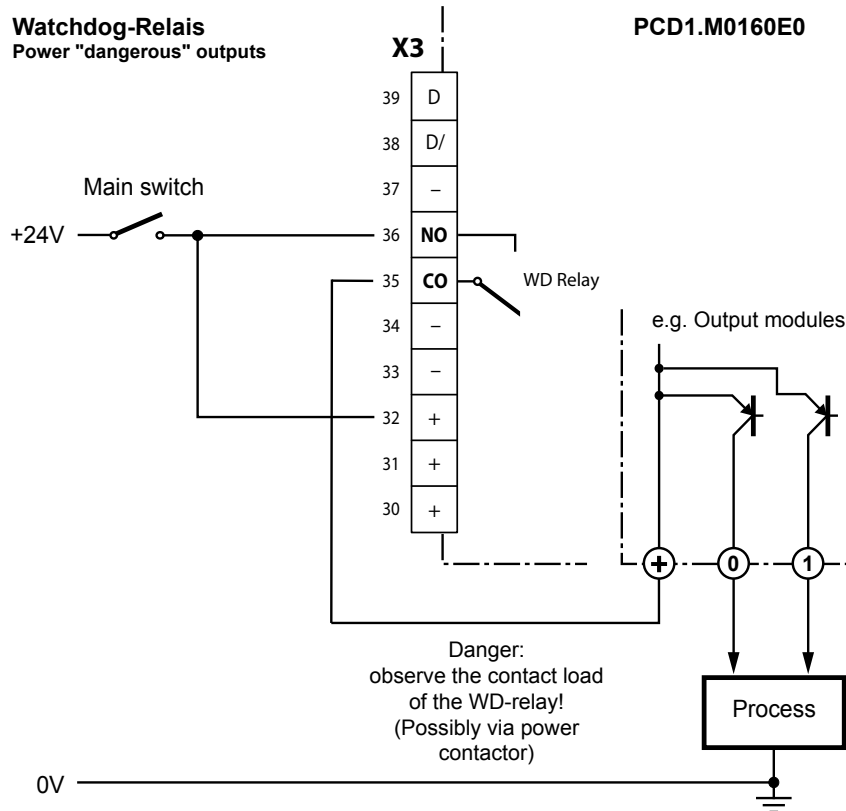 Watchdog-Relais
Power "dangerous" outputs
PCD1.M0160E0
X3
39 D
38 D/
37 –
Main switch
+24V
36 NO
35 CO
WD Relay
34 –
33 –
32 +
31 +
30 +
e.g. Output modules
+ 0 1
Danger:
observe the contact load
of the WD-relay!
(Possibly via power
contactor)
Process
0V